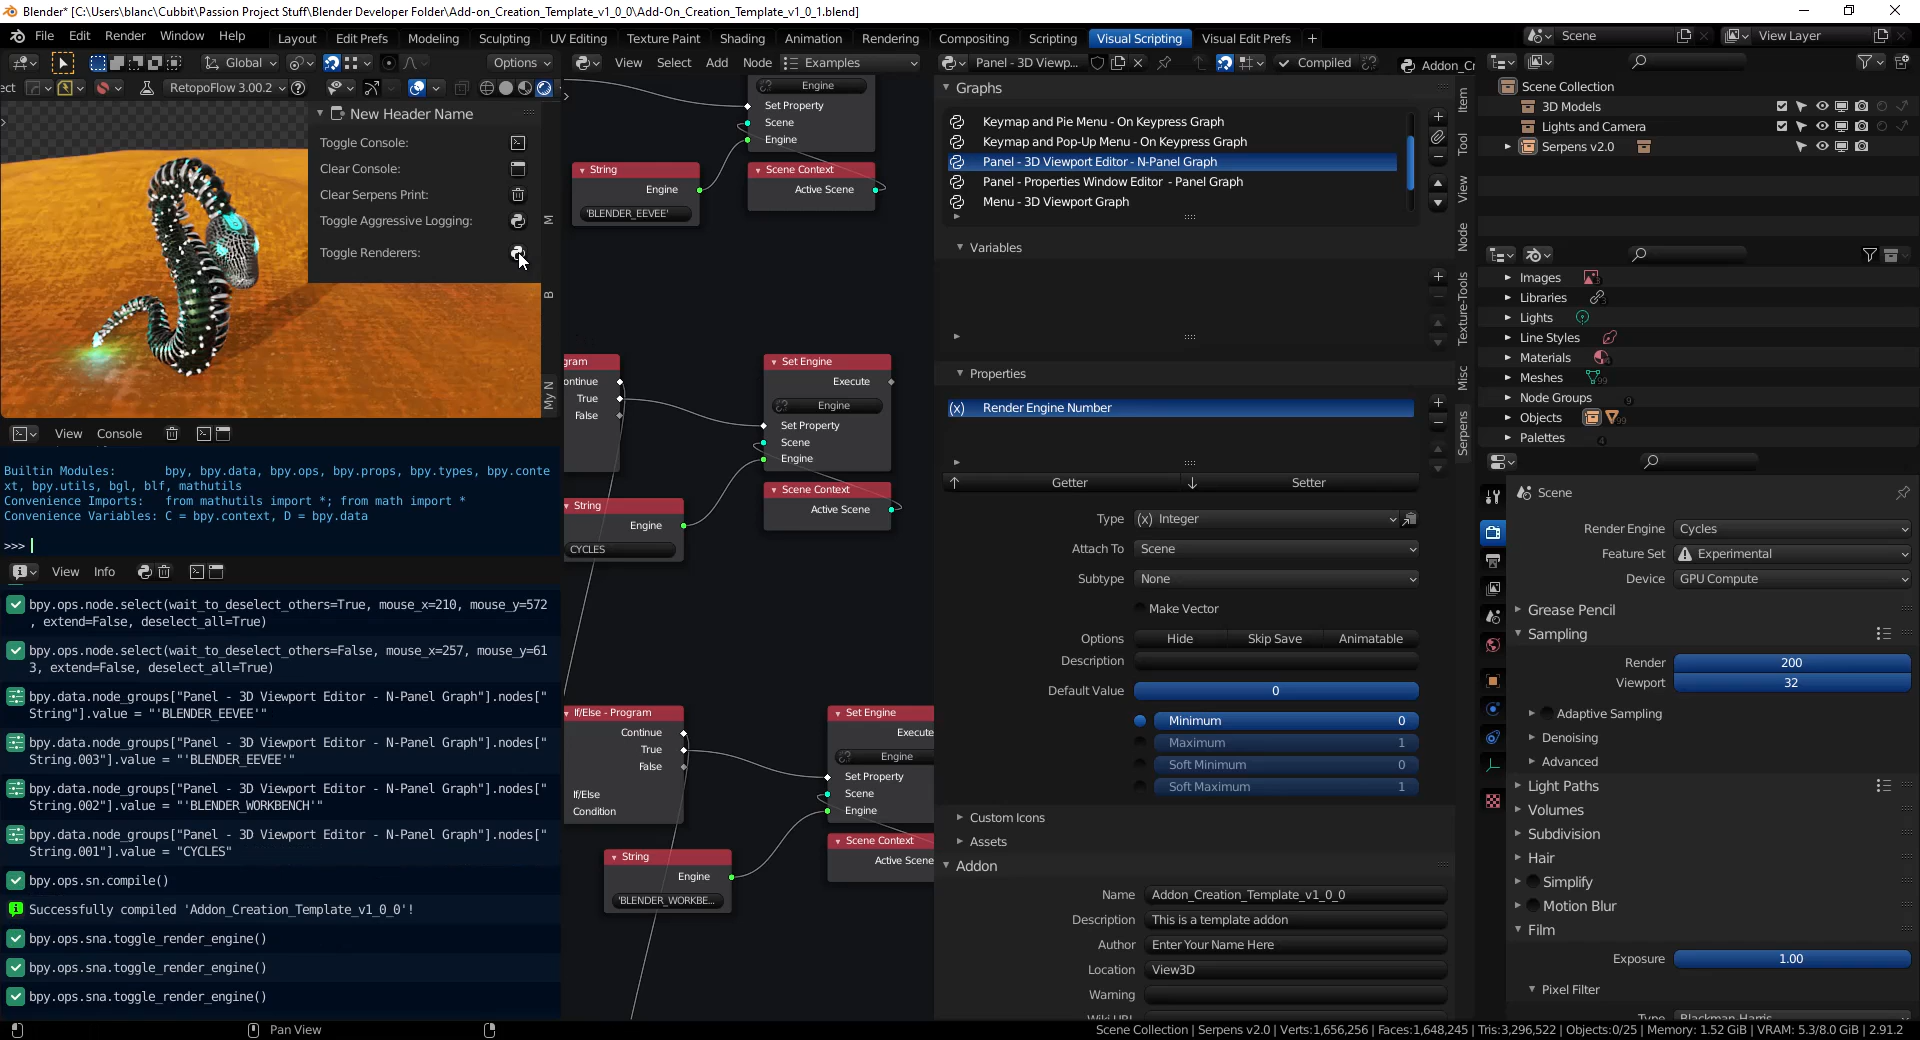 Blender* [C:\Users\blanc\Cubbit\Passion Project Stuff\Blender Developer Folder\Add-on_Creation_Template_v1_0_0\Add-On_Creation_Template_v1_0_1.blend]
File Edit Render Window Help
Layout Edit Prefs Modeling Sculpting UV Editing Texture Paint Shading Animation Rendering Compositing Scripting Visual Scripting Visual Edit Prefs +
Scene
View Layer
Global
Options
ect
RetopoFlow 3.00.2
New Header Name
Toggle Console:
Clear Console:
Clear Serpens Print:
Toggle Aggressive Logging:
Toggle Renderers:
M
B
My N
View Console
Builtin Modules: bpy, bpy.data, bpy.ops, bpy.props, bpy.types, bpy.conte
xt, bpy.utils, bgl, blf, mathutils
Convenience Imports: from mathutils import *; from math import *
Convenience Variables: C = bpy.context, D = bpy.data
>>>
View Info
bpy.ops.node.select(wait_to_deselect_others=True, mouse_x=210, mouse_y=572
, extend=False, deselect_all=True)
bpy.ops.node.select(wait_to_deselect_others=False, mouse_x=257, mouse_y=61
3, extend=False, deselect_all=True)
bpy.data.node_groups["Panel - 3D Viewport Editor - N-Panel Graph"].nodes["
String"].value = "'BLENDER_EEVEE'"
bpy.data.node_groups["Panel - 3D Viewport Editor - N-Panel Graph"].nodes["
String.003"].value = "'BLENDER_EEVEE'"
bpy.data.node_groups["Panel - 3D Viewport Editor - N-Panel Graph"].nodes["
String.002"].value = "'BLENDER_WORKBENCH'"
bpy.data.node_groups["Panel - 3D Viewport Editor - N-Panel Graph"].nodes["
String.001"].value = "CYCLES"
bpy.ops.sn.compile()
Successfully compiled 'Addon_Creation_Template_v1_0_0'!
bpy.ops.sna.toggle_render_engine()
bpy.ops.sna.toggle_render_engine()
bpy.ops.sna.toggle_render_engine()
View Select Add Node Examples
Engine
Set Property
Scene
Engine
String
Engine
'BLENDER_EEVEE'
Scene Context
Active Scene
gram
ontinue
True
False
Set Engine
Execute
Engine
Set Property
Scene
Engine
String
Engine
CYCLES
Scene Context
Active Scene
If/Else - Program
Continue
True
False
If/Else
Condition
Set Engine
Execute
Engine
Set Property
Scene
Engine
String
Engine
'BLENDER_WORKBE...
Scene Context
Active Scene
Panel - 3D Viewp...
Compiled
Addon_Cr
Graphs
Keymap and Pie Menu - On Keypress Graph
Keymap and Pop-Up Menu - On Keypress Graph
Panel - 3D Viewport Editor - N-Panel Graph
Panel - Properties Window Editor - Panel Graph
Menu - 3D Viewport Graph
Variables
Properties
(x) Render Engine Number
Getter
Setter
Type (x) Integer
Attach To Scene
Subtype None
Make Vector
Options Hide Skip Save Animatable
Description
Default Value 0
Minimum 0
Maximum 1
Soft Minimum 0
Soft Maximum 1
Custom Icons
Assets
Addon
Name Addon_Creation_Template_v1_0_0
Description This is a template addon
Author Enter Your Name Here
Location View3D
Warning
Item
Tool
View
Node
Texture-Tools
Misc
Serpens
Scene Collection
3D Models
Lights and Camera
Serpens v2.0
Images
Libraries
Lights
Line Styles
Materials
Meshes
Node Groups
Objects
Palettes
Scene
Render Engine Cycles
Feature Set Experimental
Device GPU Compute
Grease Pencil
Sampling
Render 200
Viewport 32
Adaptive Sampling
Denoising
Advanced
Light Paths
Volumes
Subdivision
Hair
Simplify
Motion Blur
Film
Exposure 1.00
Pixel Filter
Type Blackman-Harris
Pan View
Scene Collection | Serpens v2.0 | Verts:1,656,256 | Faces:1,648,245 | Tris:3,296,522 | Objects:0/25 | Memory: 1.52 GiB | VRAM: 5.3/8.0 GiB | 2.91.2